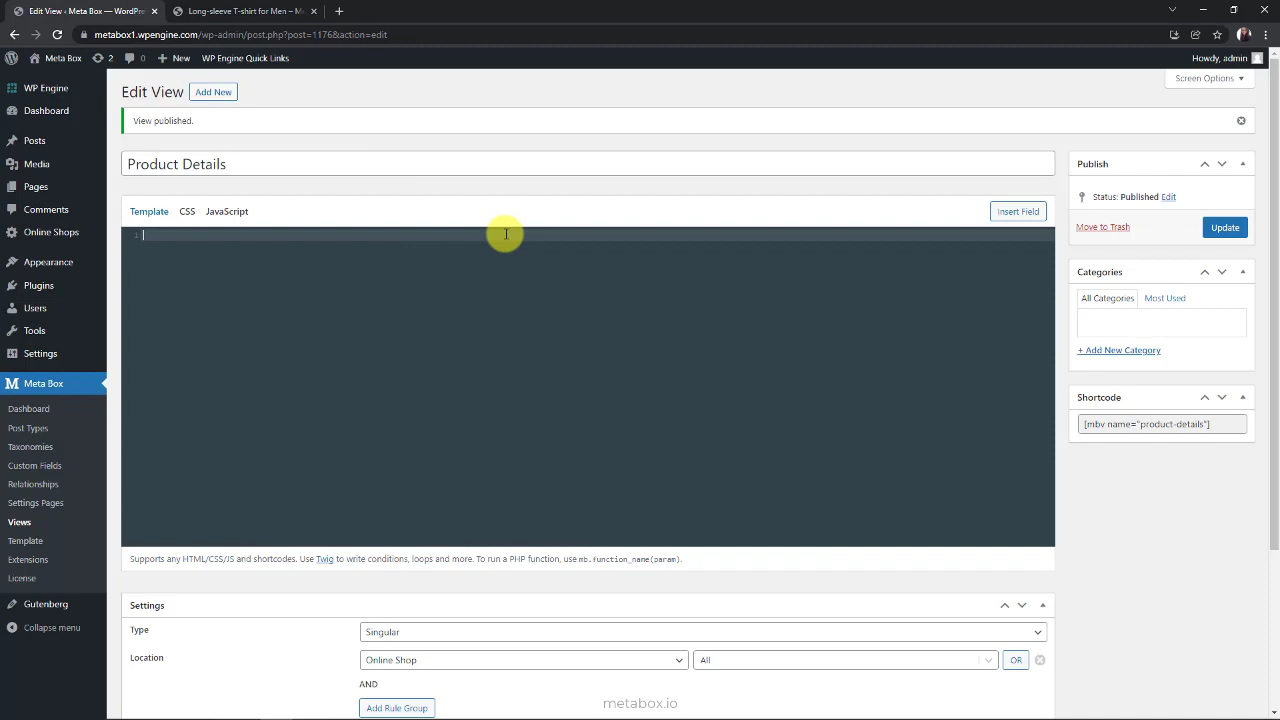 Edit View ‹ Meta Box — WordPre
Long-sleeve T-shirt for Men – M
metabox1.wpengine.com/wp-admin/post.php?post=1176&action=edit
Meta Box
2
0
New
WP Engine Quick Links
Howdy, admin
WP Engine
Dashboard
Posts
Media
Pages
Comments
Online Shops
Appearance
Plugins
Users
Tools
Settings
Meta Box
Dashboard
Post Types
Taxonomies
Custom Fields
Relationships
Settings Pages
Views
Template
Extensions
License
Gutenberg
Collapse menu
Screen Options
Edit View
Add New
View published.
Product Details
Template CSS JavaScript
Insert Field
1
Supports any HTML/CSS/JS and shortcodes. Use Twig to write conditions, loops and more. To run a PHP function, use mb.function_name(param).
Settings
Type
Singular
Location
Online Shop
All
OR
AND
Add Rule Group
Publish
Status: Published Edit
Move to Trash
Update
Categories
All Categories
Most Used
+ Add New Category
Shortcode
[mbv name="product-details"]
metabox.io